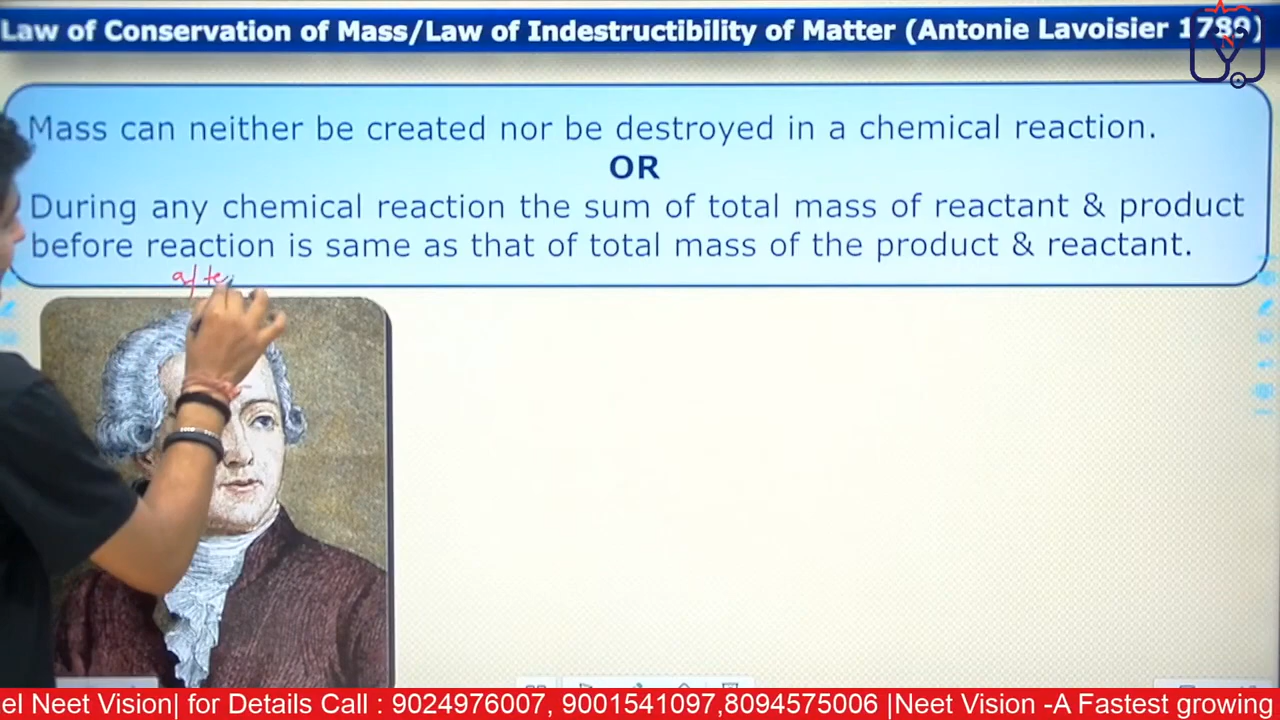 Law of Conservation of Mass/Law of Indestructibility of Matter (Antonie Lavoisier 1789)
Mass can neither be created nor be destroyed in a chemical reaction.
OR
During any chemical reaction the sum of total mass of reactant & product
before reaction is same as that of total mass of the product & reactant.
afte
el Neet Vision| for Details Call : 9024976007, 9001541097,8094575006 |Neet Vision -A Fastest growing